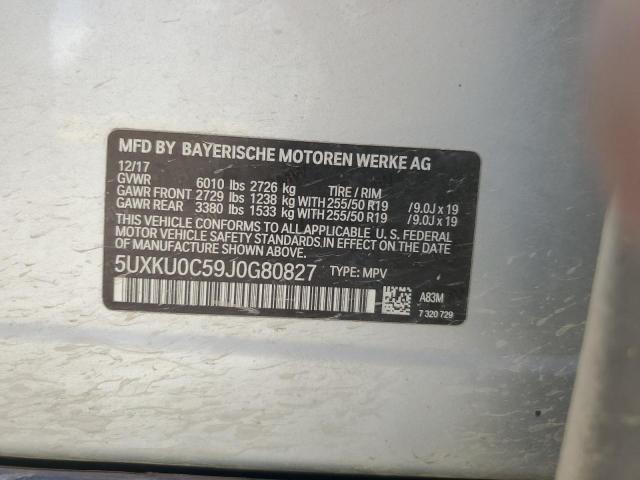 MFD BY BAYERISCHE MOTOREN WERKE AG
12/17
GVWR 6010 lbs 2726 kg TIRE / RIM
GAWR FRONT 2729 lbs 1238 kg WITH 255/50 R19 /9.0J x 19
GAWR REAR 3380 lbs 1533 kg WITH 255/50 R19 /9.0J x 19
THIS VEHICLE CONFORMS TO ALL APPLICABLE U. S. FEDERAL
MOTOR VEHICLE SAFETY STANDARDS IN EFFECT ON THE DATE OF
MANUFACTURE SHOWN ABOVE.
5UXKU0C59J0G80827 TYPE: MPV
A83M
7 320 729